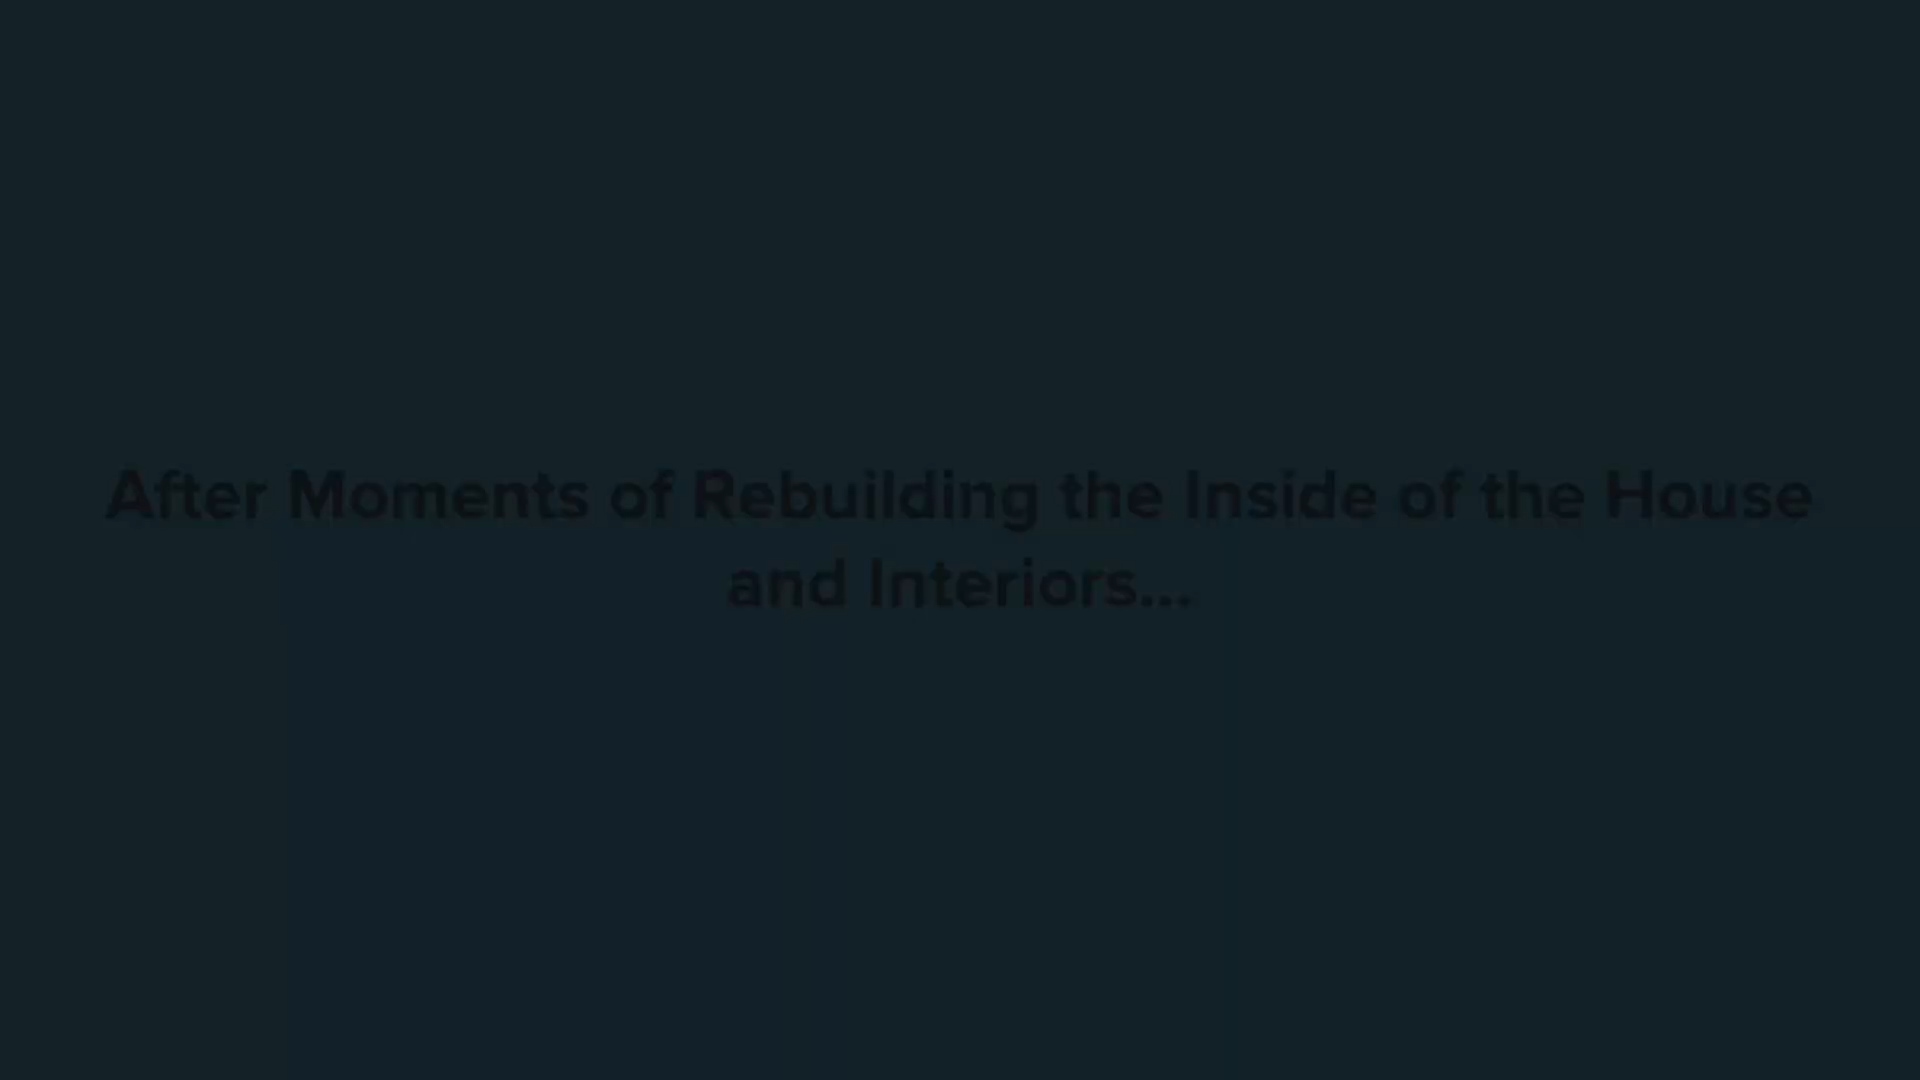 After Moments of Rebuilding the Inside of the House
and Interiors...